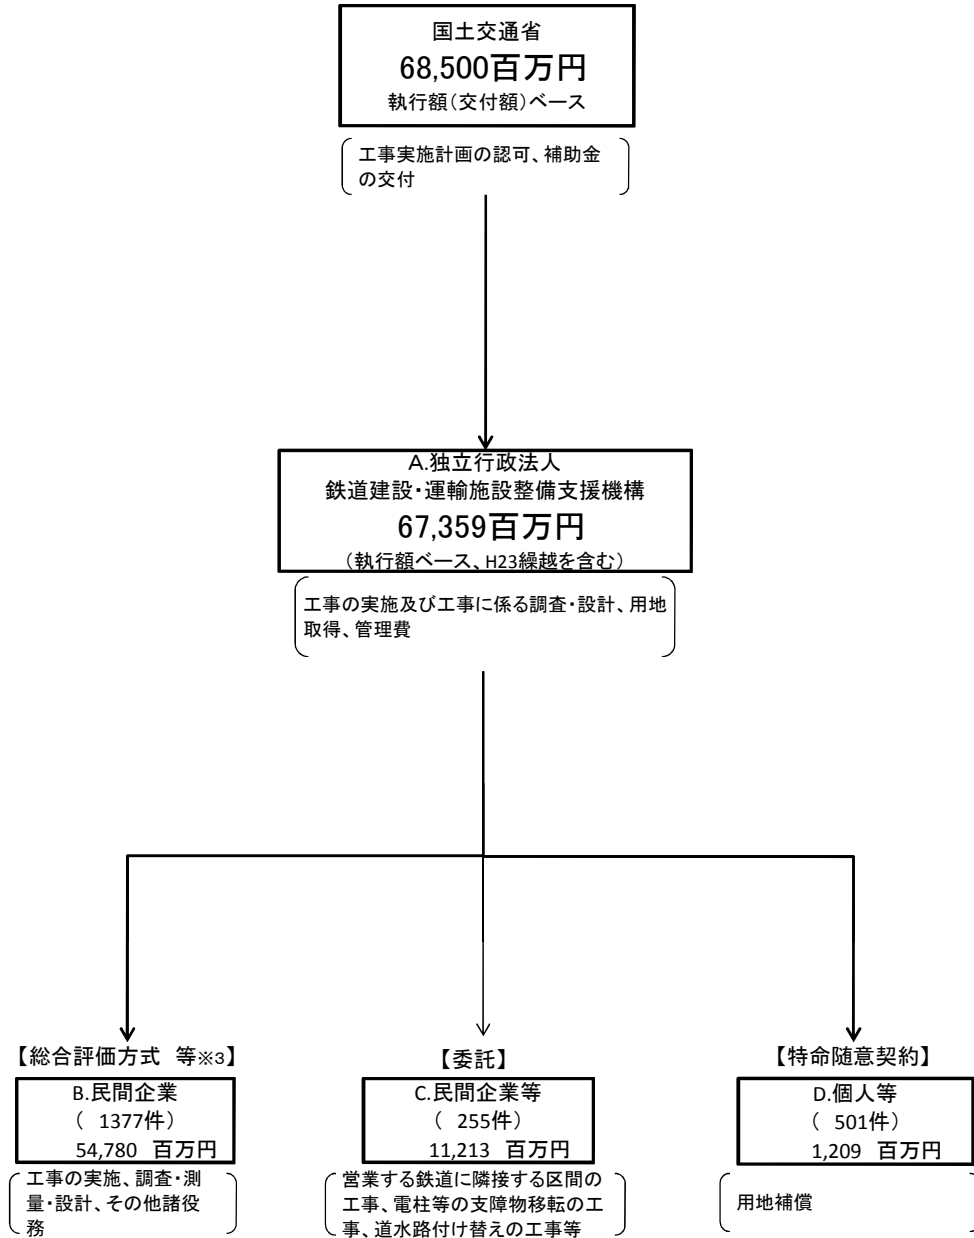 国土交通省
68,500百万円
執行額(交付額)ベース
工事実施計画の認可、補助金
の交付
A.独立行政法人
鉄道建設・運輸施設整備支援機構
67,359百万円
(執行額ベース、H23繰越を含む)
工事の実施及び工事に係る調査・設計、用地
取得、管理費
【総合評価方式 等※3】
B.民間企業
( 1377件)
54,780 百万円
工事の実施、調査・測
量・設計、その他諸役
務
【委託】
C.民間企業等
( 255件)
11,213 百万円
営業する鉄道に隣接する区間の
工事、電柱等の支障物移転の工
事、道水路付け替えの工事等
【特命随意契約】
D.個人等
( 501件)
1,209 百万円
用地補償